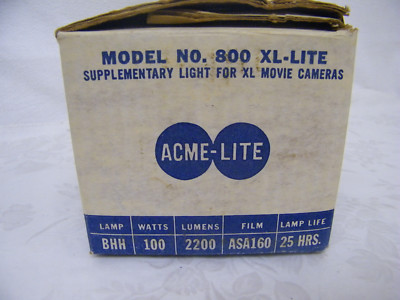 MODEL NO. 800 XL-LITE
SUPPLEMENTARY LIGHT FOR XL MOVIE CAMERAS
ACME-LITE
LAMP WATTS LUMENS FILM LAMP LIFE
BHH 100 2200 ASA160 25 HRS.